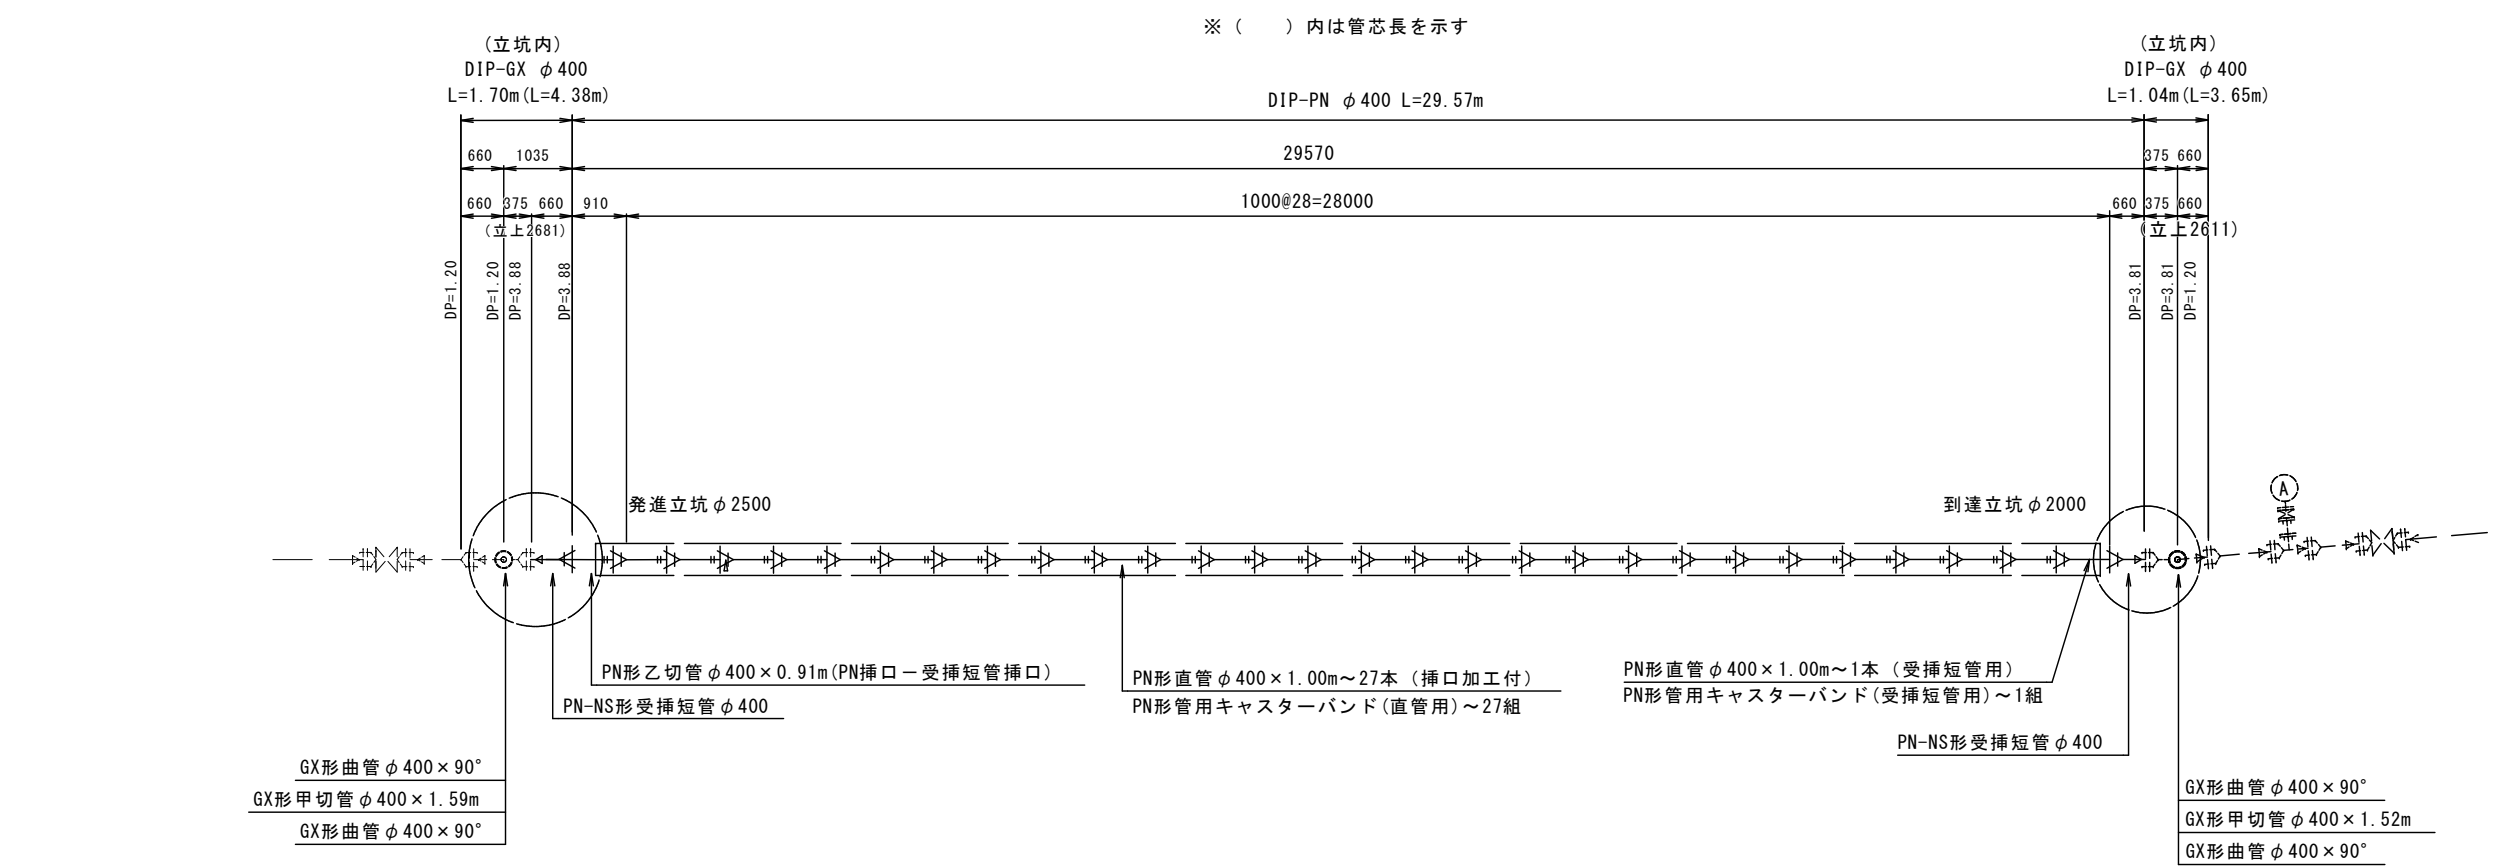 ※（　　）内は管芯長を示す
(立坑内)
DIP-GX φ400
L=1.70m(L=4.38m)
DIP-PN φ400 L=29.57m
(立坑内)
DIP-GX φ400
L=1.04m(L=3.65m)
660 1035 29570 375 660
660 375 660 910 1000@28=28000 660 375 660
(立上2681)
(立上2611)
DP=1.20
DP=1.20
DP=3.88
DP=3.88
DP=3.81
DP=3.81
DP=1.20
発進立坑φ2500
到達立坑φ2000
A
PN形乙切管φ400×0.91m(PN挿口－受挿短管挿口)
PN-NS形受挿短管φ400
PN形直管φ400×1.00m～27本（挿口加工付）
PN形管用キャスターバンド(直管用)～27組
PN形直管φ400×1.00m～1本（受挿短管用）
PN形管用キャスターバンド(受挿短管用)～1組
PN-NS形受挿短管φ400
GX形曲管φ400×90°
GX形甲切管φ400×1.59m
GX形曲管φ400×90°
GX形曲管φ400×90°
GX形甲切管φ400×1.52m
GX形曲管φ400×90°